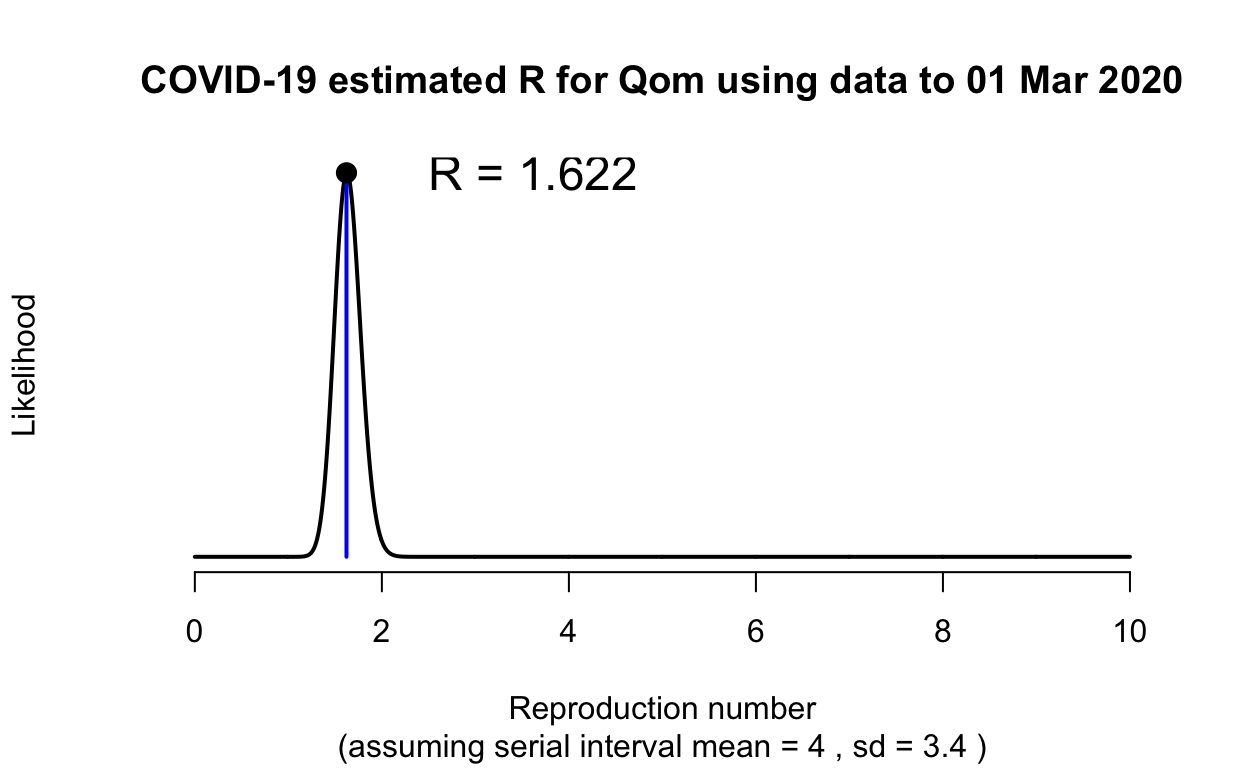 COVID-19 estimated R for Qom using data to 01 Mar 2020
R = 1.622
Likelihood
0 2 4 6 8 10
Reproduction number
(assuming serial interval mean = 4 , sd = 3.4 )